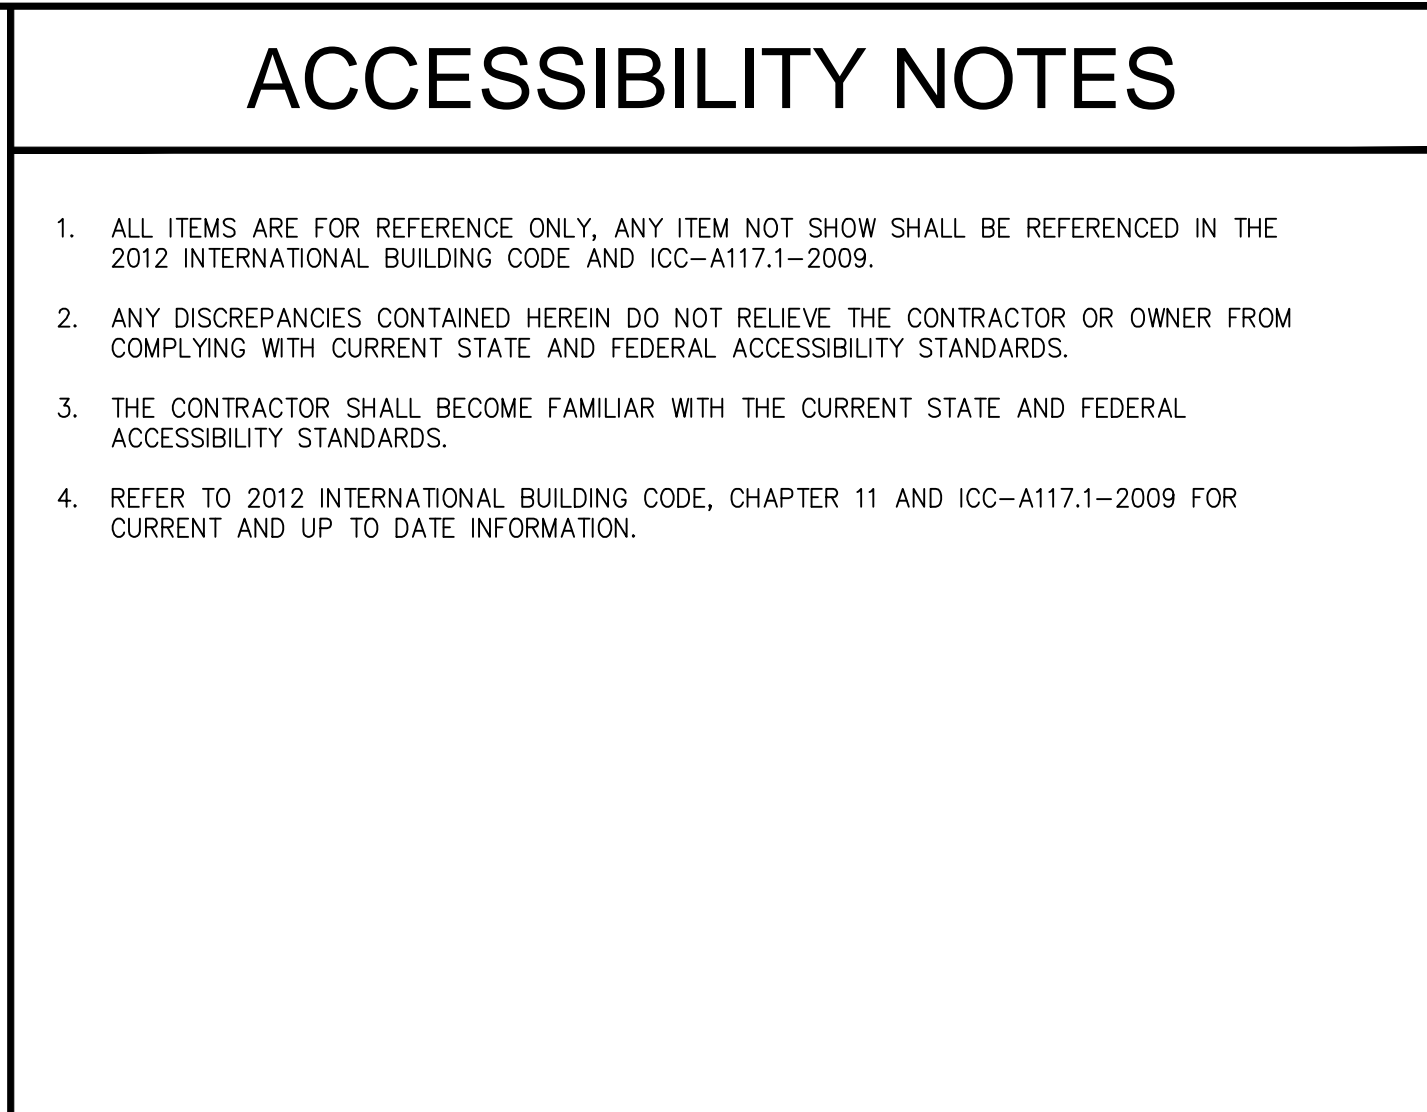 ACCESSIBILITY NOTES
1. ALL ITEMS ARE FOR REFERENCE ONLY, ANY ITEM NOT SHOW SHALL BE REFERENCED IN THE
2012 INTERNATIONAL BUILDING CODE AND ICC-A117.1-2009.
2. ANY DISCREPANCIES CONTAINED HEREIN DO NOT RELIEVE THE CONTRACTOR OR OWNER FROM
COMPLYING WITH CURRENT STATE AND FEDERAL ACCESSIBILITY STANDARDS.
3. THE CONTRACTOR SHALL BECOME FAMILIAR WITH THE CURRENT STATE AND FEDERAL
ACCESSIBILITY STANDARDS.
4. REFER TO 2012 INTERNATIONAL BUILDING CODE, CHAPTER 11 AND ICC-A117.1-2009 FOR
CURRENT AND UP TO DATE INFORMATION.